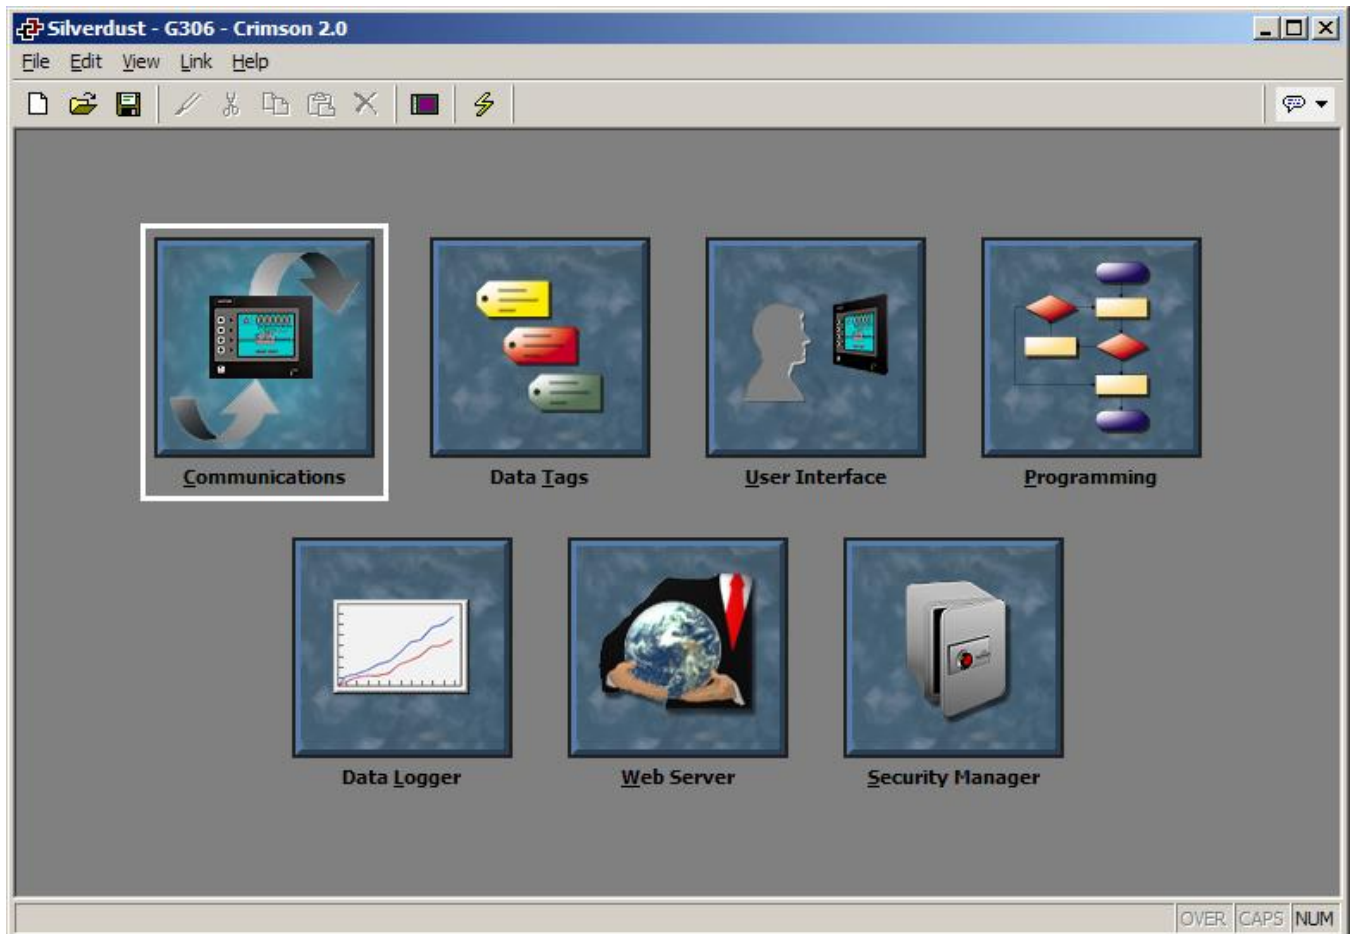 Silverdust - G306 - Crimson 2.0
File Edit View Link Help
Communications
Data Tags
User Interface
Programming
Data Logger
Web Server
Security Manager
OVER CAPS NUM